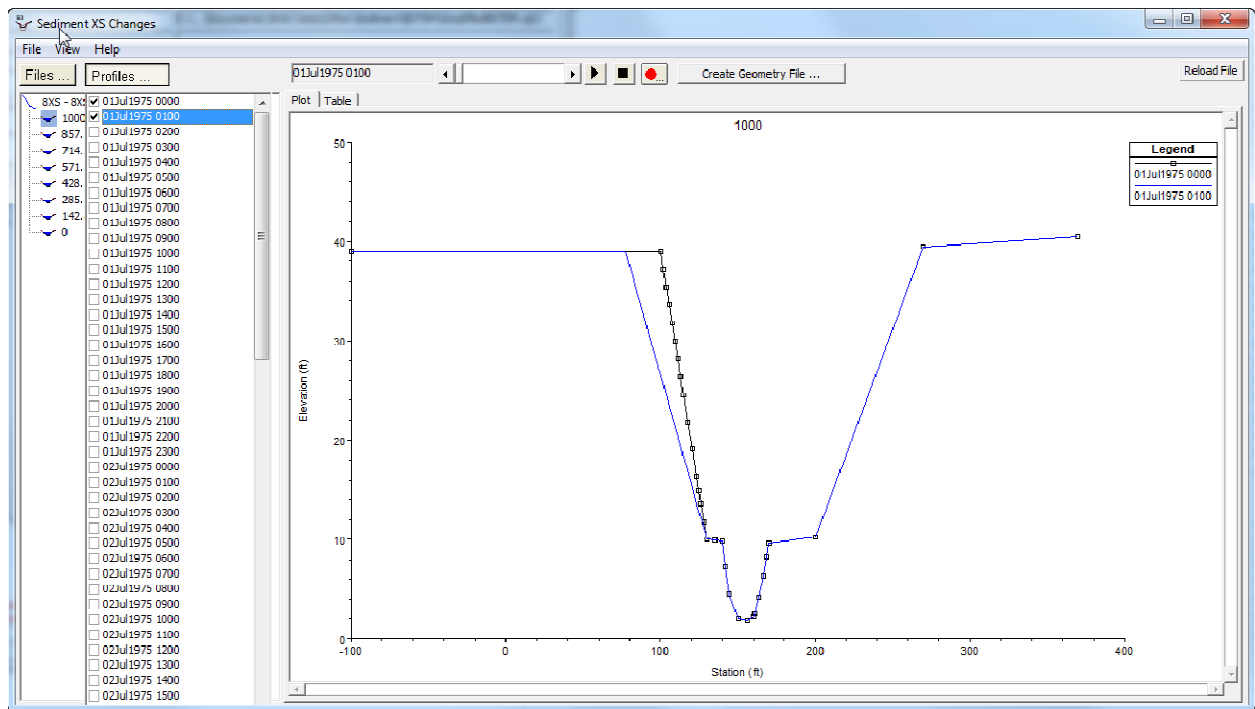 Sediment XS Changes
File View Help
Files ... Profiles ... 01Jul1975 0100 Create Geometry File ... Reload File
8XS - 8XS
1000
857.
714.
571.
428.
285.
142.
0
01Jul1975 0000
01Jul1975 0100
01Jul1975 0200
01Jul1975 0300
01Jul1975 0400
01Jul1975 0500
01Jul1975 0600
01Jul1975 0700
01Jul1975 0800
01Jul1975 0900
01Jul1975 1000
01Jul1975 1100
01Jul1975 1200
01Jul1975 1300
01Jul1975 1400
01Jul1975 1500
01Jul1975 1600
01Jul1975 1700
01Jul1975 1800
01Jul1975 1900
01Jul1975 2000
01Jul1975 2100
01Jul1975 2200
01Jul1975 2300
02Jul1975 0000
02Jul1975 0100
02Jul1975 0200
02Jul1975 0300
02Jul1975 0400
02Jul1975 0500
02Jul1975 0600
02Jul1975 0700
02Jul1975 0800
02Jul1975 0900
02Jul1975 1000
02Jul1975 1100
02Jul1975 1200
02Jul1975 1300
02Jul1975 1400
02Jul1975 1500
Plot Table
1000
50
40
30
20
10
0
Elevation (ft)
-100 0 100 200 300 400
Station (ft)
Legend
01Jul1975 0000
01Jul1975 0100